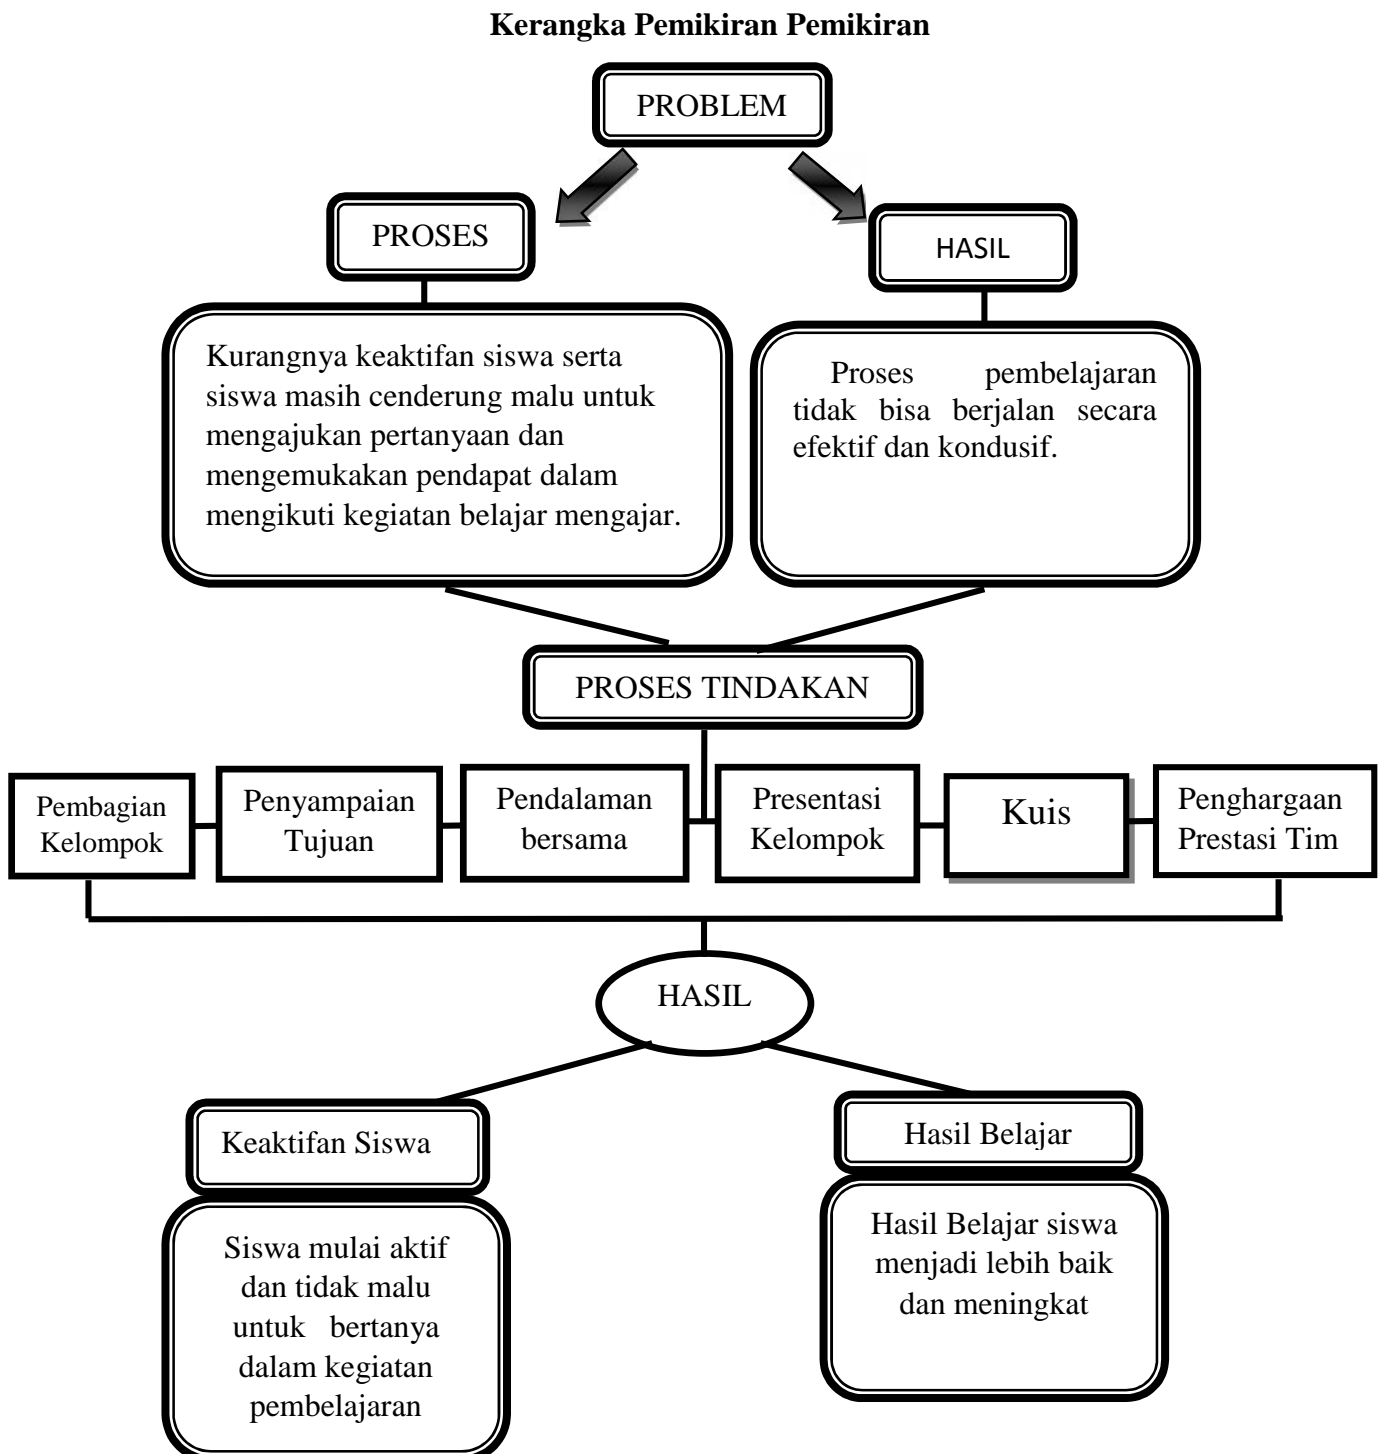 Kerangka Pemikiran Pemikiran
PROBLEM
PROSES
HASIL
Kurangnya keaktifan siswa serta
siswa masih cenderung malu untuk
mengajukan pertanyaan dan
mengemukakan pendapat dalam
mengikuti kegiatan belajar mengajar.
Proses pembelajaran
tidak bisa berjalan secara
efektif dan kondusif.
PROSES TINDAKAN
Pembagian
Kelompok
Penyampaian
Tujuan
Pendalaman
bersama
Presentasi
Kelompok
Kuis
Penghargaan
Prestasi Tim
HASIL
Keaktifan Siswa
Hasil Belajar
Siswa mulai aktif
dan tidak malu
untuk bertanya
dalam kegiatan
pembelajaran
Hasil Belajar siswa
menjadi lebih baik
dan meningkat